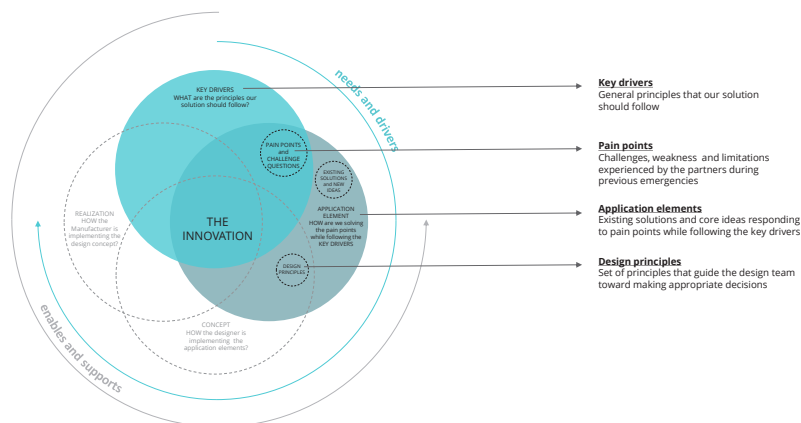 KEY DRIVERS
WHAT are the principles our
solution should follow?
needs and drivers
PAIN POINTS
and
CHALLENGE
QUESTIONS
EXISTING
SOLUTIONS
and NEW
IDEAS
APPLICATION
ELEMENT
HOW are we solving
the pain points
while following the
KEY DRIVERS
THE
INNOVATION
REALIZATION
HOW the
Manufacturer is
implementing the
design concept?
DESIGN
PRINCIPLES
CONCEPT
HOW the designer is
implementing the
application elements?
enables and supports
Key drivers
General principles that our solution
should follow
Pain points
Challenges, weakness and limitations
experienced by the partners during
previous emergencies
Application elements
Existing solutions and core ideas responding
to pain points while following the key drivers
Design principles
Set of principles that guide the design team
toward making appropriate decisions